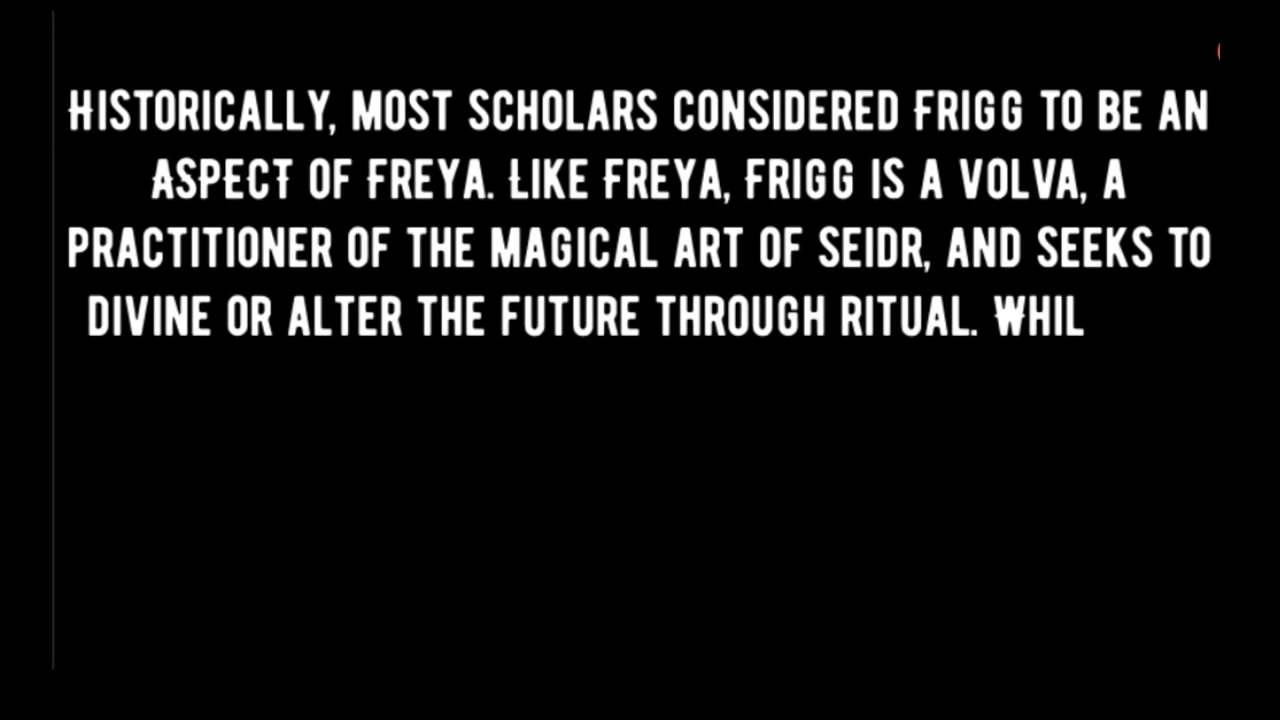 Historically, most scholars considered Frigg to be an
aspect of Freya. Like Freya, Frigg is a volva, a
practitioner of the magical art of seidr, and seeks to
divine or alter the future through ritual. Whil